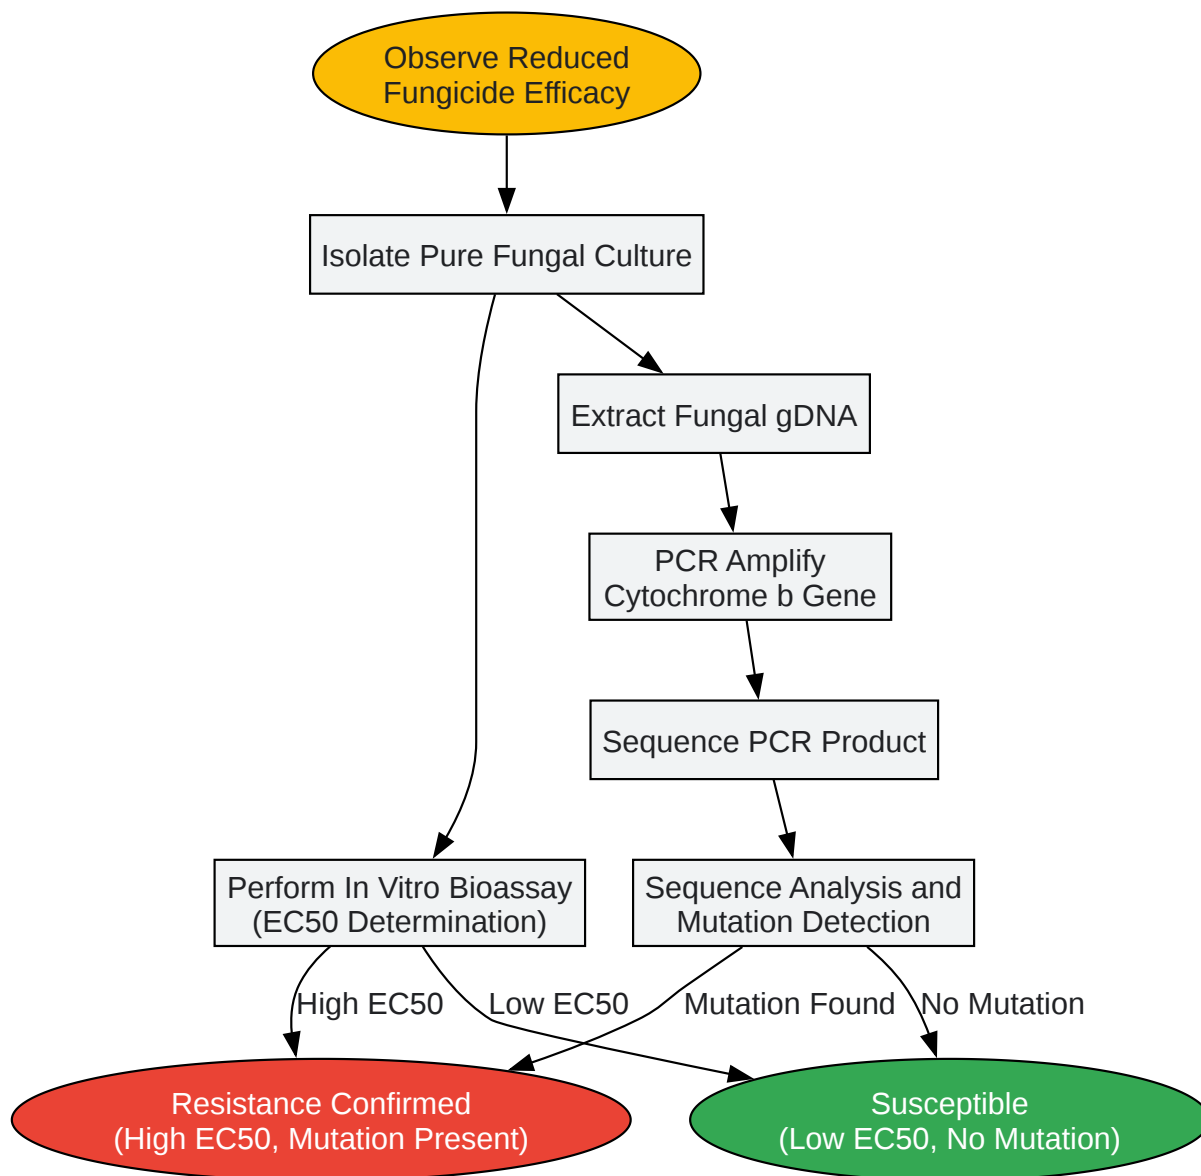 Observe Reduced
Fungicide Efficacy
Isolate Pure Fungal Culture
Extract Fungal gDNA
PCR Amplify
Cytochrome b Gene
Sequence PCR Product
Perform In Vitro Bioassay
(EC50 Determination)
Sequence Analysis and
Mutation Detection
High EC50
Low EC50
Mutation Found
No Mutation
Resistance Confirmed
(High EC50, Mutation Present)
Susceptible
(Low EC50, No Mutation)